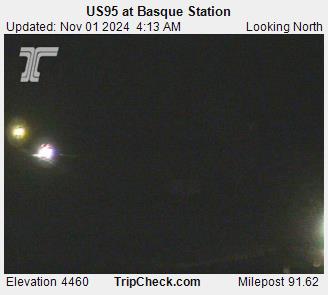 US95 at Basque Station
Updated: Nov 01 2024 4:13 AM Looking North
Elevation 4460 TripCheck.com Milepost 91.62